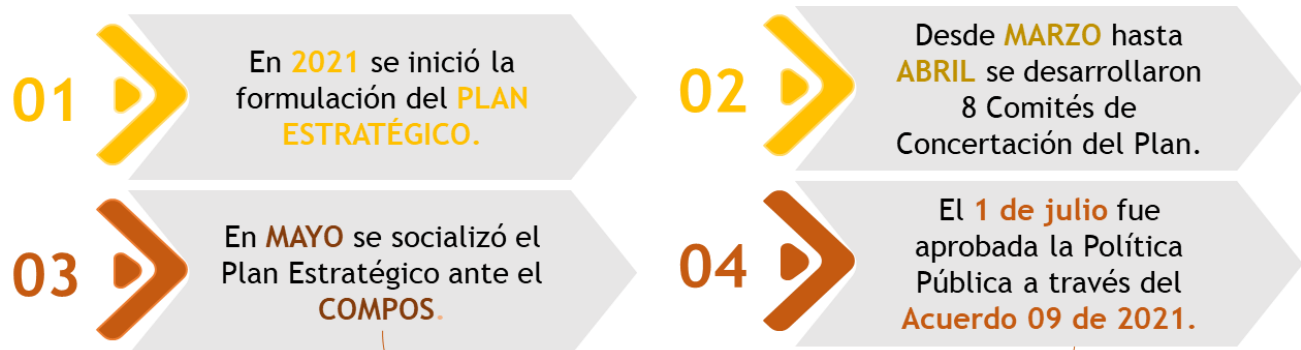 01
En 2021 se inició la
formulación del PLAN
ESTRATÉGICO.
02
Desde MARZO hasta
ABRIL se desarrollaron
8 Comités de
Concertación del Plan.
03
En MAYO se socializó el
Plan Estratégico ante el
COMPOS.
04
El 1 de julio fue
aprobada la Política
Pública a través del
Acuerdo 09 de 2021.